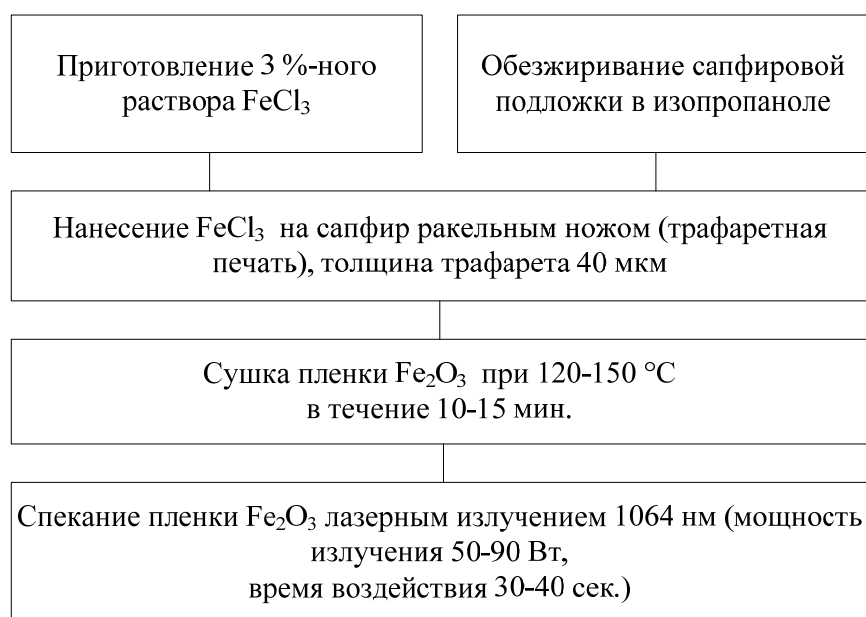 Приготовление 3 %-ного
раствора FeCl₃
Обезжиривание сапфировой
подложки в изопропаноле
Нанесение FeCl₃ на сапфир ракельным ножом (трафаретная
печать), толщина трафарета 40 мкм
Сушка пленки Fe₂O₃ при 120-150 °С
в течение 10-15 мин.
Спекание пленки Fe₂O₃ лазерным излучением 1064 нм (мощность
излучения 50-90 Вт,
время воздействия 30-40 сек.)